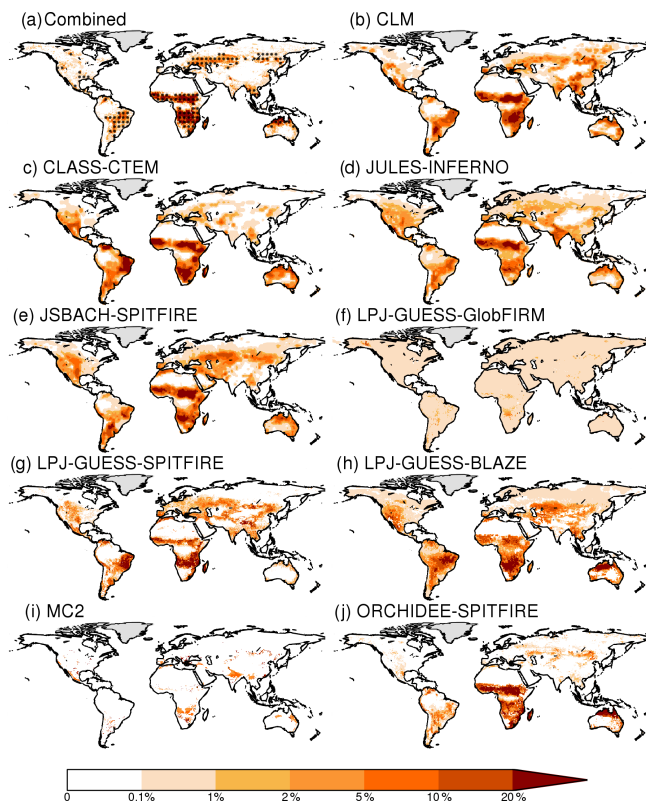 (a) Combined
(b) CLM
(c) CLASS-CTEM
(d) JULES-INFERNO
(e) JSBACH-SPITFIRE
(f) LPJ-GUESS-GlobFIRM
(g) LPJ-GUESS-SPITFIRE
(h) LPJ-GUESS-BLAZE
(i) MC2
(j) ORCHIDEE-SPITFIRE
0 0.1% 1% 2% 5% 10% 20%